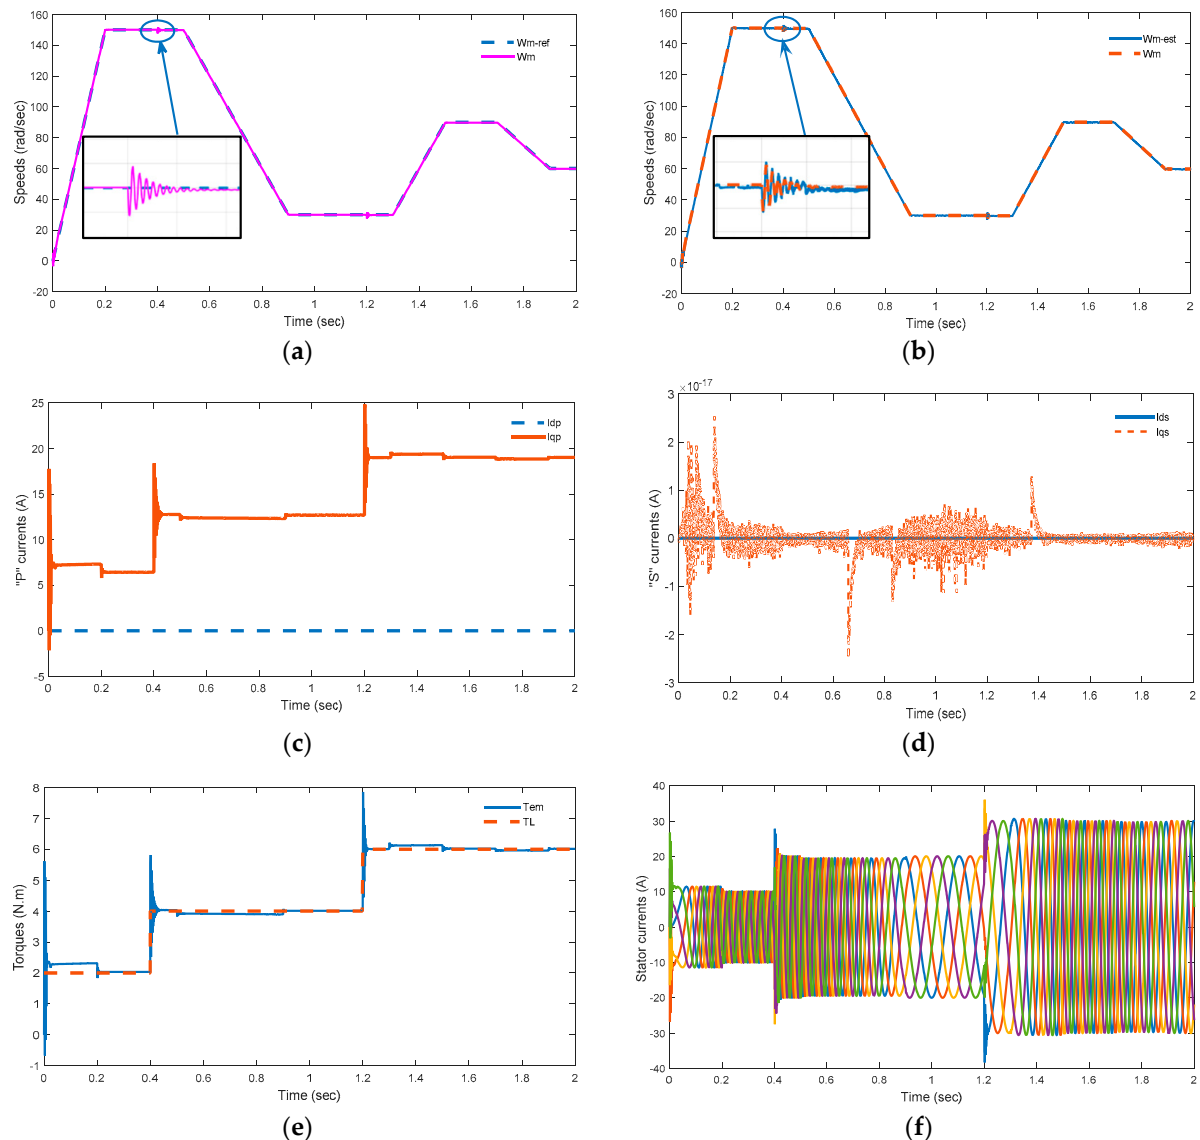 160
140
120
100
80
60
40
20
0
-20
Speeds (rad/sec)
Wm-ref
Wm
0 0.2 0.4 0.6 0.8 1 1.2 1.4 1.6 1.8 2
Time (sec)
(a)
160
140
120
100
80
60
40
20
0
-20
Speeds (rad/sec)
Wm-est
Wm
0 0.2 0.4 0.6 0.8 1 1.2 1.4 1.6 1.8 2
Time (sec)
(b)
25
20
15
10
5
0
-5
"P" currents (A)
Idp
Iqp
0 0.2 0.4 0.6 0.8 1 1.2 1.4 1.6 1.8 2
Time (sec)
(c)
×10-17
3
2
1
0
-1
-2
-3
"S" currents (A)
Ids
Iqs
0 0.2 0.4 0.6 0.8 1 1.2 1.4 1.6 1.8 2
Time (sec)
(d)
8
7
6
5
4
3
2
1
0
-1
Torques (N.m)
Tem
TL
0 0.2 0.4 0.6 0.8 1 1.2 1.4 1.6 1.8 2
Time (sec)
(e)
40
30
20
10
0
-10
-20
-30
-40
Stator currents (A)
0 0.2 0.4 0.6 0.8 1 1.2 1.4 1.6 1.8 2
Time (sec)
(f)